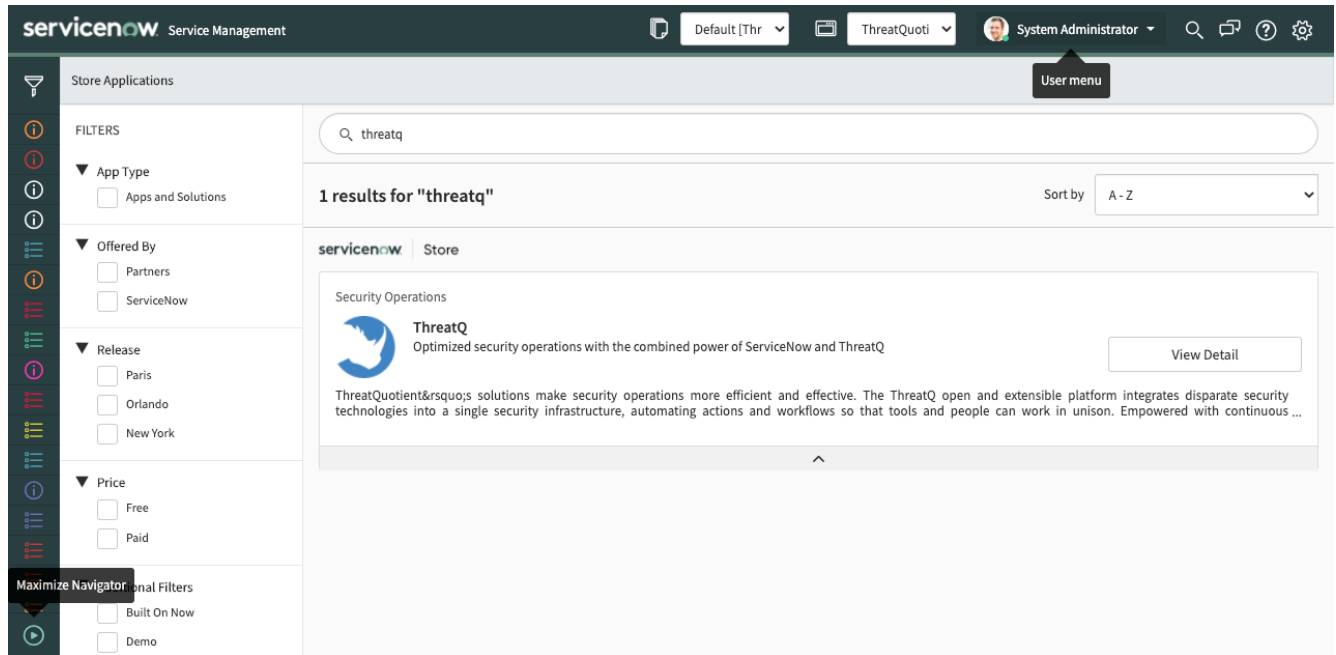 servicenow Service Management
Default [Thr
ThreatQuoti
System Administrator
User menu
Store Applications
FILTERS
App Type
Apps and Solutions
Offered By
Partners
ServiceNow
Release
Paris
Orlando
New York
Price
Free
Paid
Maximize Navigator
onal Filters
Built On Now
Demo
threatq
1 results for "threatq"
Sort by
A - Z
servicenow Store
Security Operations
ThreatQ
Optimized security operations with the combined power of ServiceNow and ThreatQ
View Detail
ThreatQuotient&rsquo;s solutions make security operations more efficient and effective. The ThreatQ open and extensible platform integrates disparate security
technologies into a single security infrastructure, automating actions and workflows so that tools and people can work in unison. Empowered with continuous ...